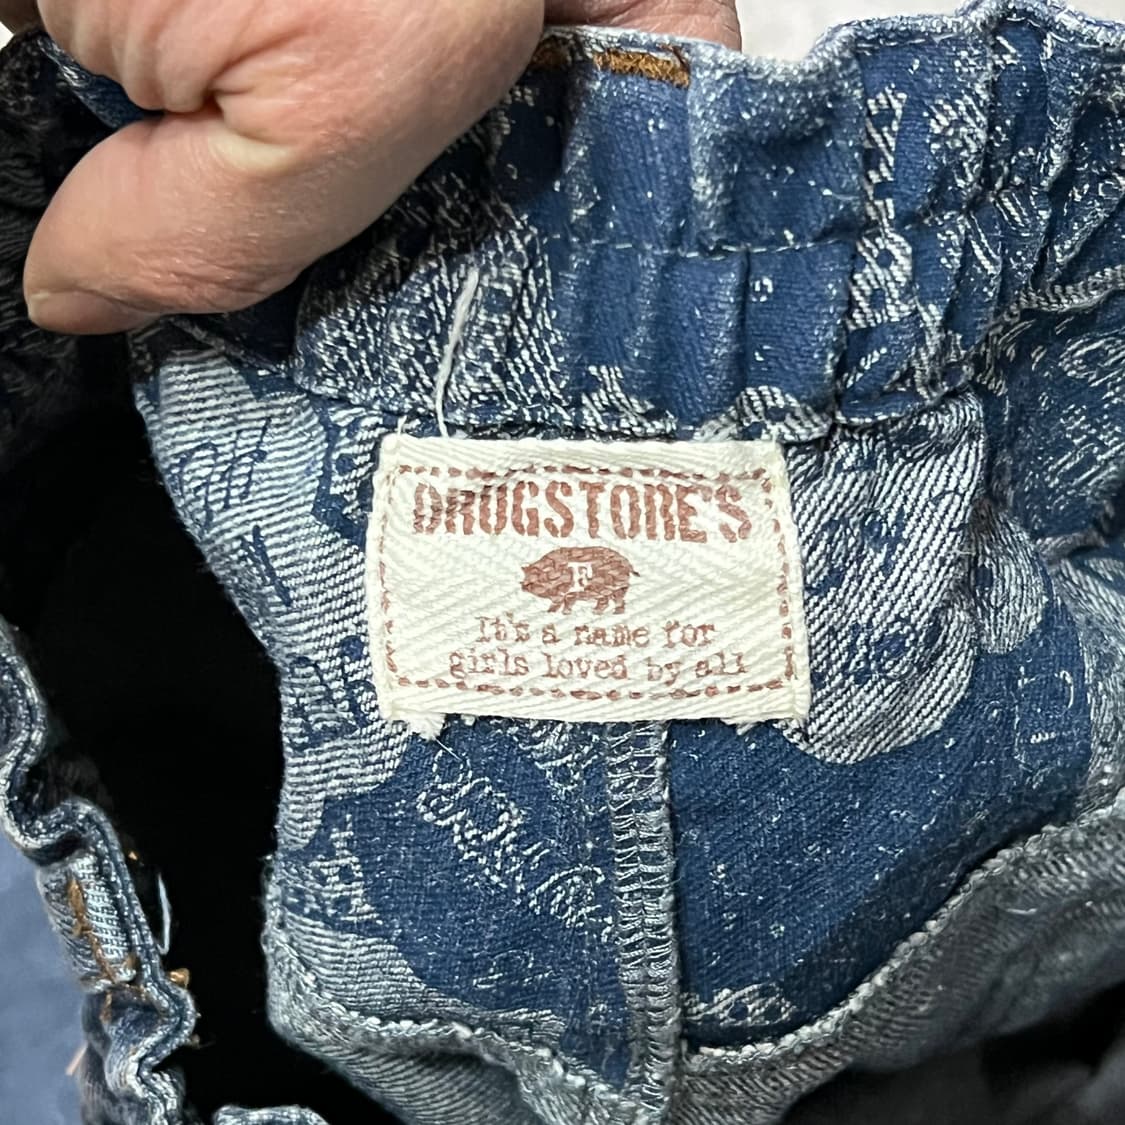 DRUGSTORE'S
F
It's a name for
girls loved by all